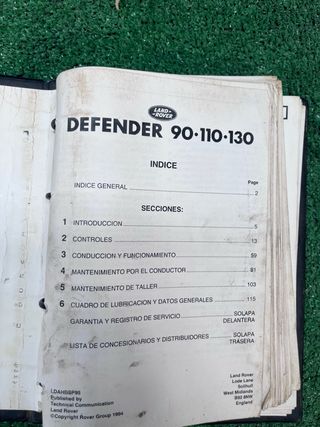 LAND-
ROVER
DEFENDER 90·110·130
INDICE
Page
INDICE GENERAL 2
SECCIONES:
1 INTRODUCCION 5
2 CONTROLES 13
3 CONDUCCION Y FUNCIONAMIENTO 59
4 MANTENIMIENTO POR EL CONDUCTOR 81
5 MANTENIMIENTO DE TALLER 103
6 CUADRO DE LUBRICACION Y DATOS GENERALES 115
GARANTIA Y REGISTRO DE SERVICIO SOLAPA
DELANTERA
LISTA DE CONCESIONARIOS Y DISTRIBUIDORES SOLAPA
TRASERA
LDAHBSP95
Published by
Technical Communication
Land Rover
©Copyright Rover Group 1994
Land Rover
Lode Lane
Solihull
West Midlands
B92 8NW
England